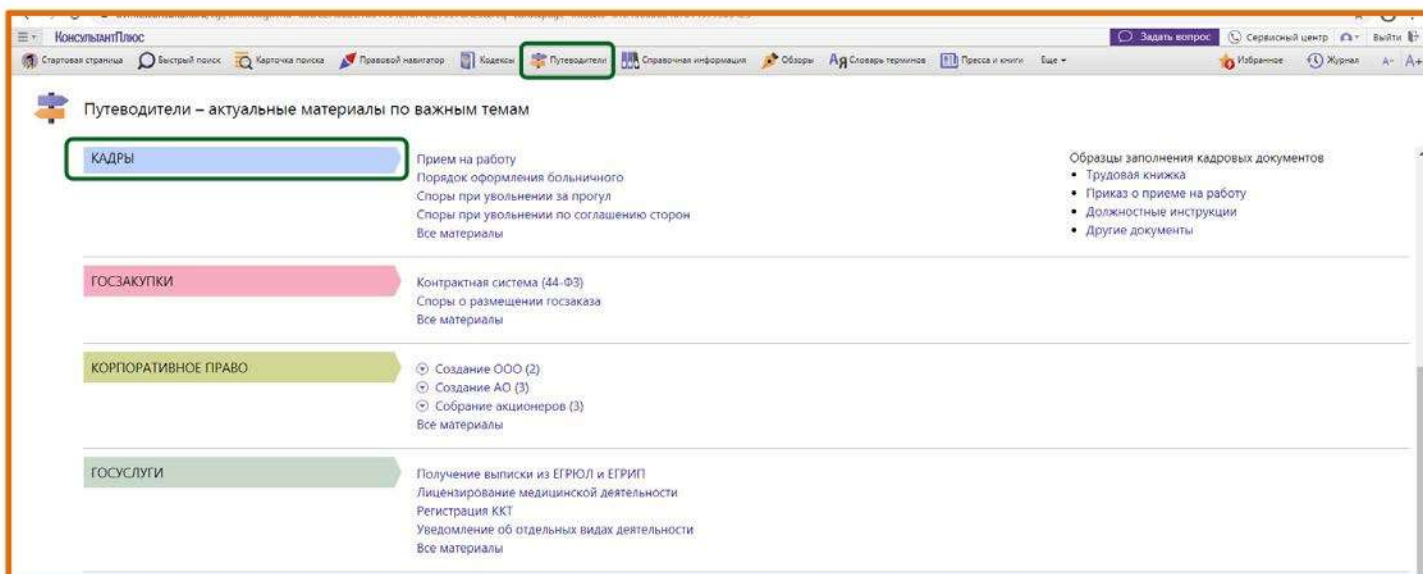 КонсультантПлюс
Задать вопрос Сервисный центр Выйти
Стартовая страница Быстрый поиск Карточка поиска Правовой навигатор Кодексы Путеводители Справочная информация Обзоры Словарь терминов Пресса и книги Еще Избранное Журнал А- А+
Путеводители – актуальные материалы по важным темам
КАДРЫ
Прием на работу
Порядок оформления больничного
Споры при увольнении за прогул
Споры при увольнении по соглашению сторон
Все материалы
Образцы заполнения кадровых документов
• Трудовая книжка
• Приказ о приеме на работу
• Должностные инструкции
• Другие документы
ГОСЗАКУПКИ
Контрактная система (44-ФЗ)
Споры о размещении госзаказа
Все материалы
КОРПОРАТИВНОЕ ПРАВО
Создание ООО (2)
Создание АО (3)
Собрание акционеров (3)
Все материалы
ГОСУСЛУГИ
Получение выписки из ЕГРЮЛ и ЕГРИП
Лицензирование медицинской деятельности
Регистрация ККТ
Уведомление об отдельных видах деятельности
Все материалы